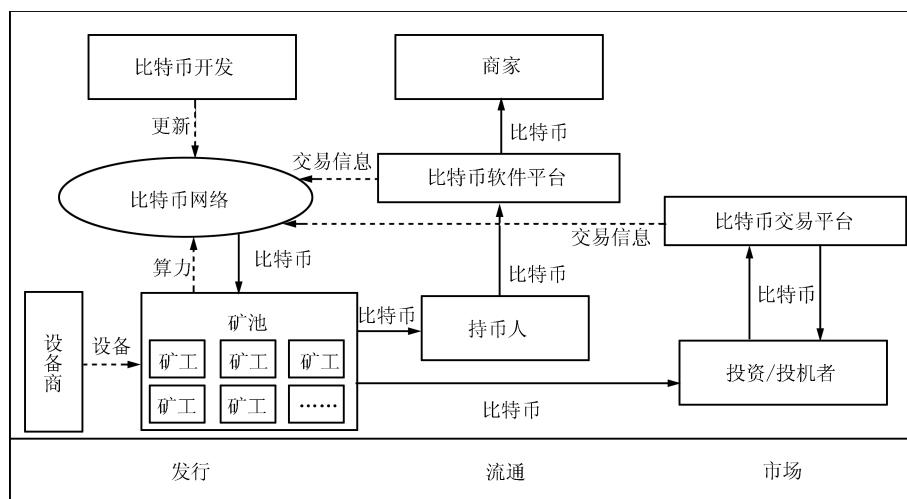 比特币开发
商家
更新
比特币
交易信息
比特币软件平台
比特币网络
比特币交易平台
交易信息
算力
比特币
比特币
比特币
比特币
矿池
比特币
持币人
设备商
设备
矿工
矿工
矿工
投资/投机者
矿工
矿工
……
比特币
发行
流通
市场